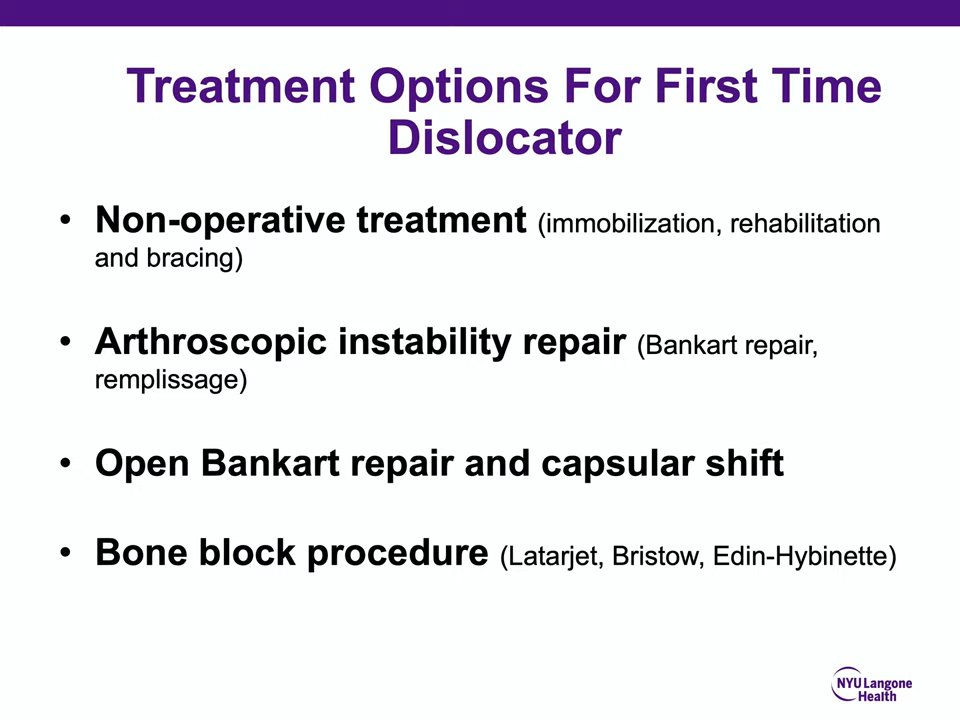 Treatment Options For First Time
Dislocator
• Non-operative treatment (immobilization, rehabilitation
and bracing)
• Arthroscopic instability repair (Bankart repair,
remplissage)
• Open Bankart repair and capsular shift
• Bone block procedure (Latarjet, Bristow, Edin-Hybinette)
NYU Langone
Health